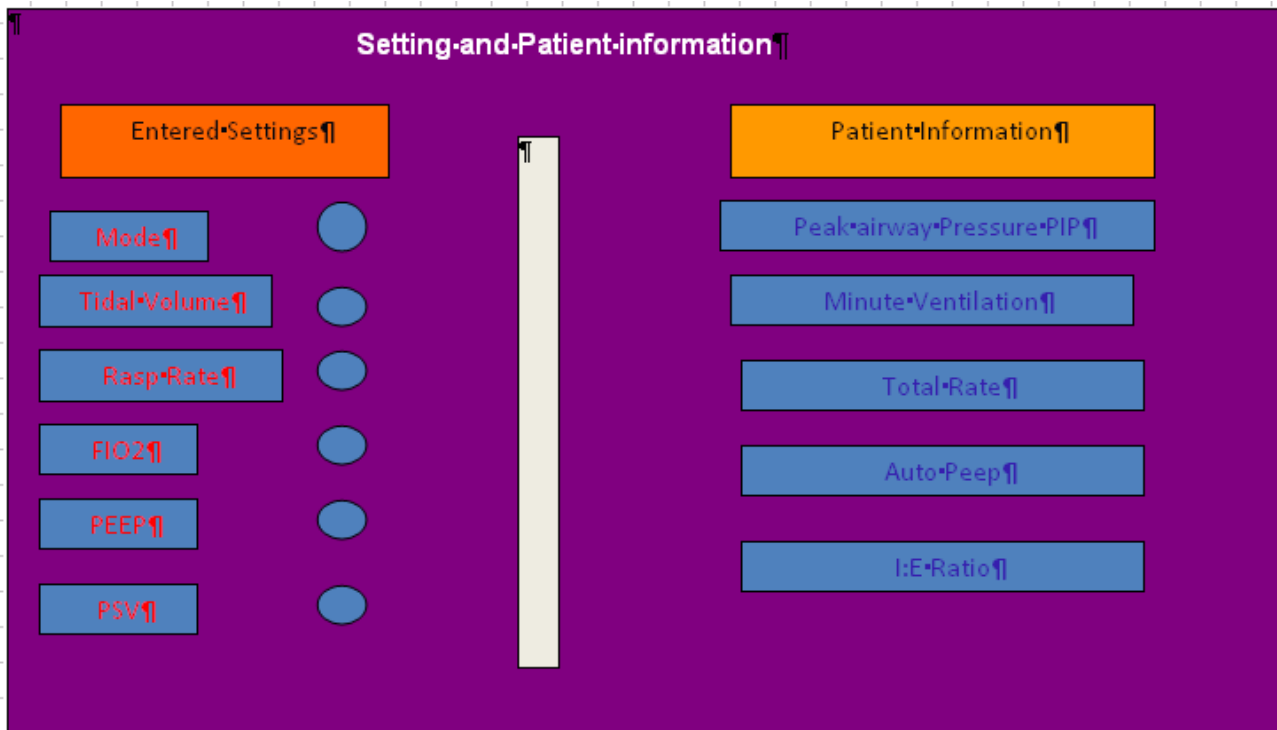 Setting and Patient information
Entered Settings
Mode
Tidal Volume
Rasp Rate
FIO2
PEEP
PSV
Patient Information
Peak airway Pressure PIP
Minute Ventilation
Total Rate
Auto Peep
I:E Ratio